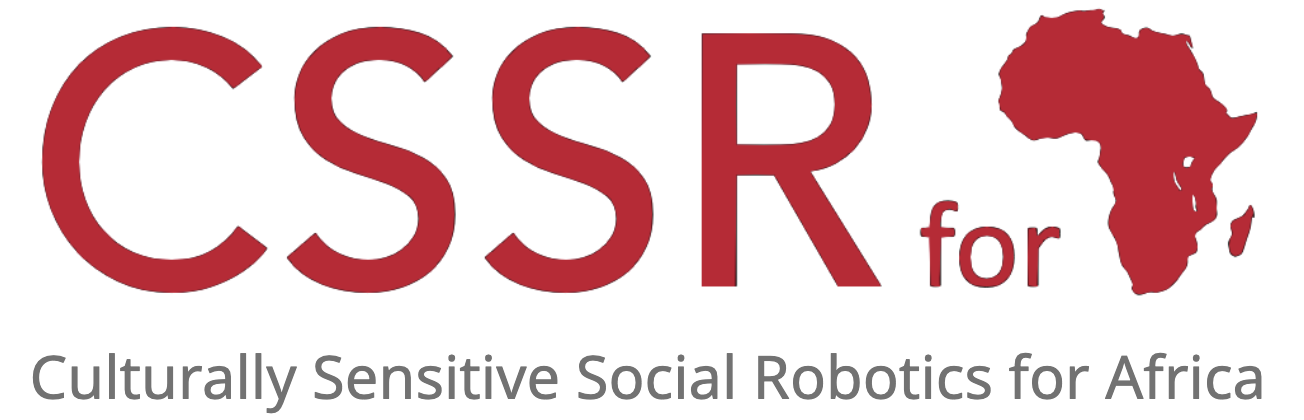 CSSR for
Culturally Sensitive Social Robotics for Africa